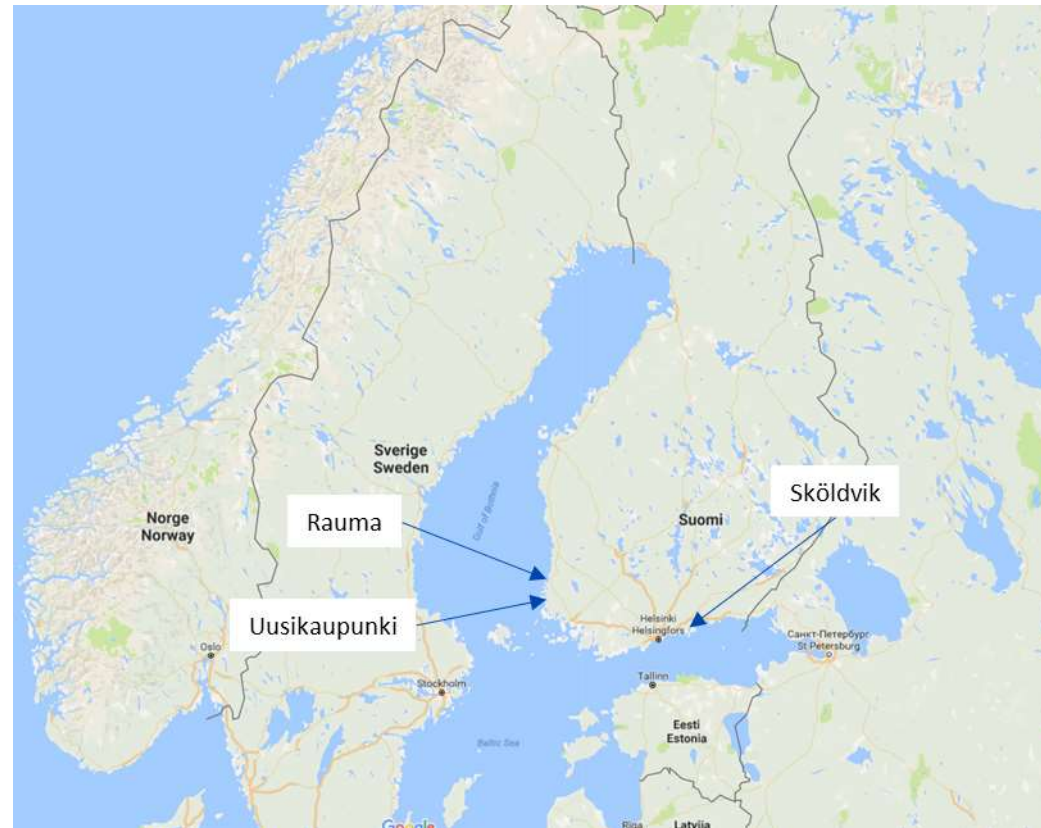 Sverige
Sweden
Sköldvik
Gulf of Bothnia
Norge
Norway
Rauma
Suomi
Uusikaupunki
Helsinki
Helsingfors
Oslo
Санкт-Петербург
St Petersburg
Stockholm
Tallinn
Eesti
Estonia
Baltic Sea
Google
Rīga
Latvija